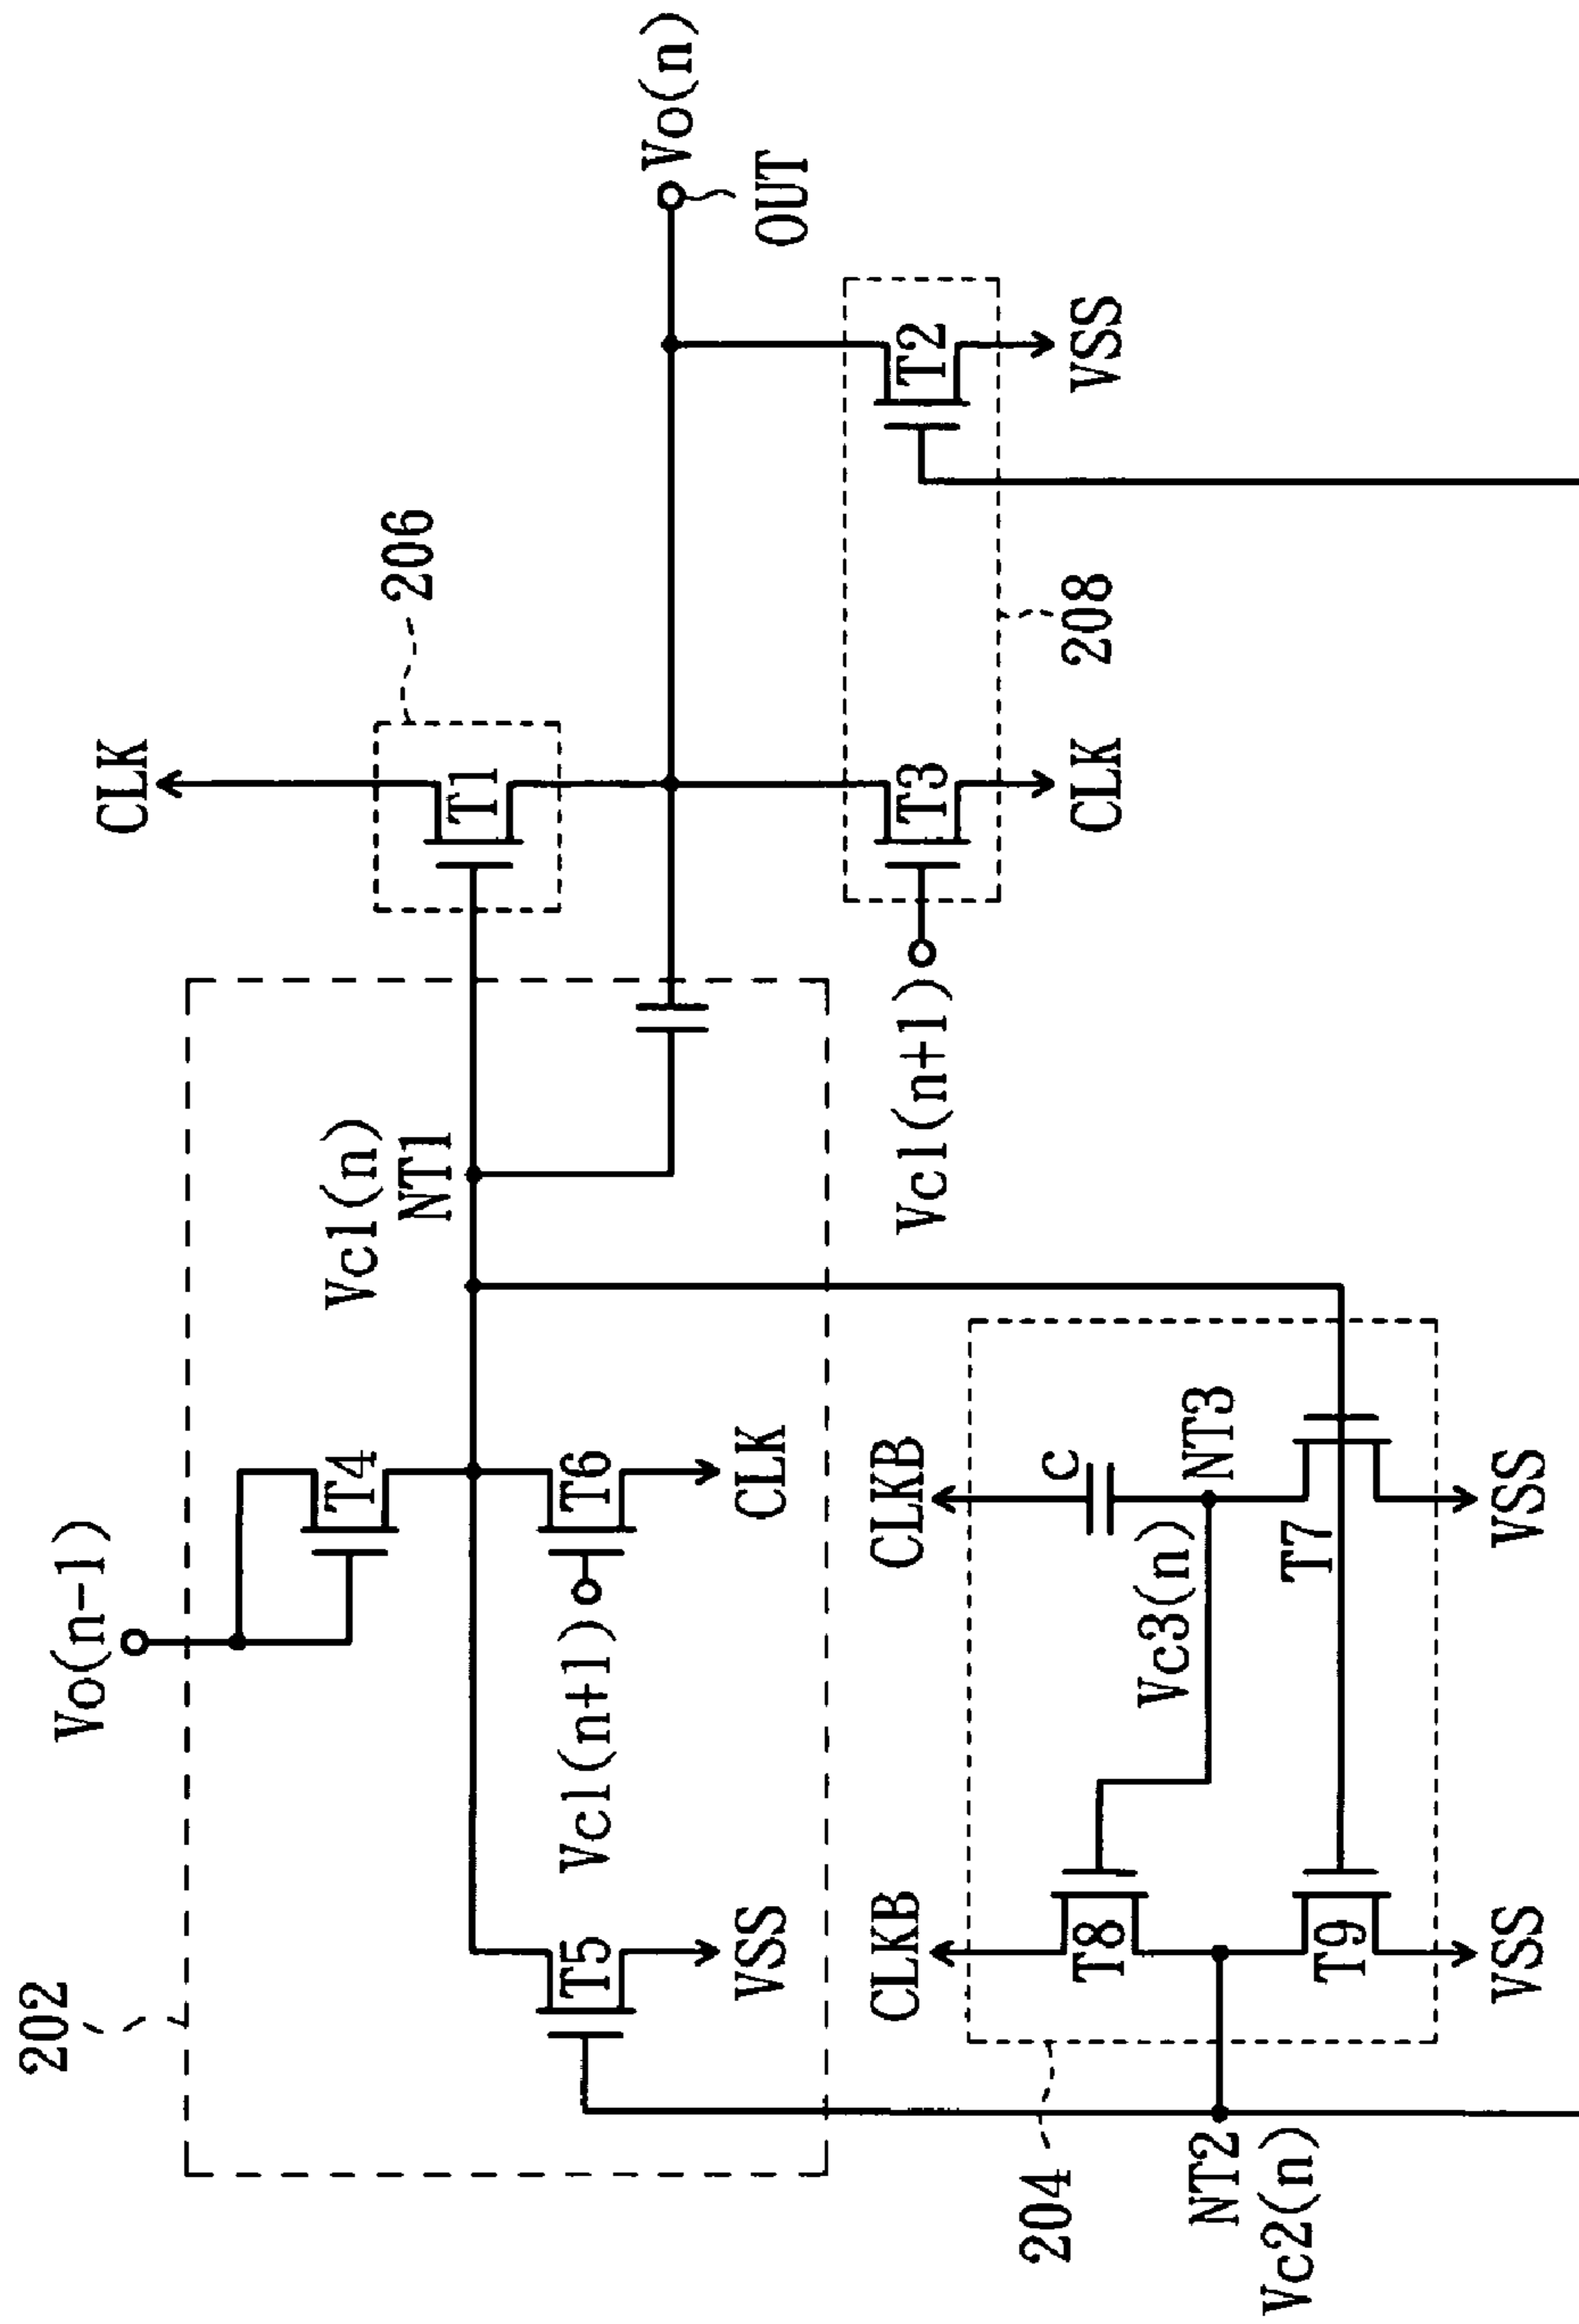 202
Vo(n-1)
CLK
Vc1(n)
T4
206
NT1
T1
T5
Vc1(n+1)
T6
Vo(n)
VSS
CLK
OUT
CLKB
CLKB
Vc1(n+1)
T3
T2
204
C
T8
208
CLK
VSS
Vc3(n)
NT3
NT2
Vc2(n)
T7
T9
VSS
VSS